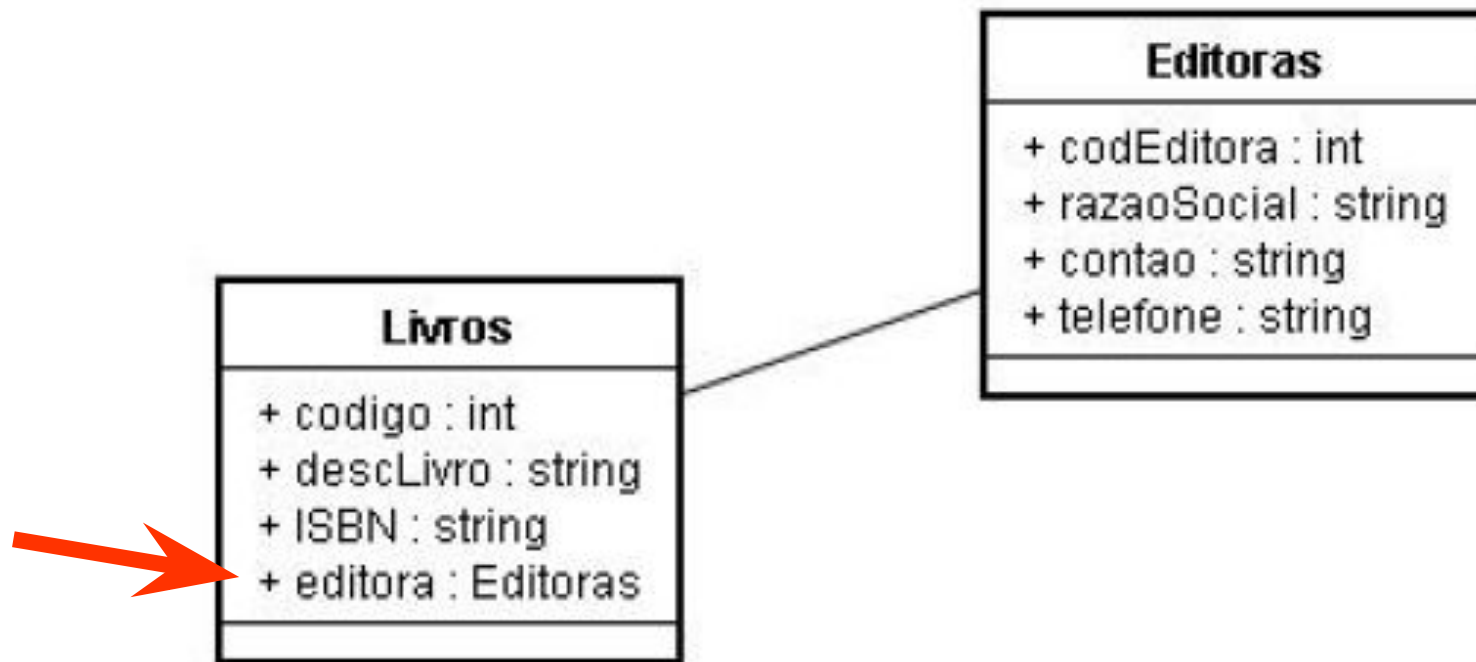 Editoras
+ codEditora : int
+ razaoSocial : string
+ contao : string
+ telefone : string
Livros
+ codigo : int
+ descLivro : string
+ ISBN : string
+ editora : Editoras